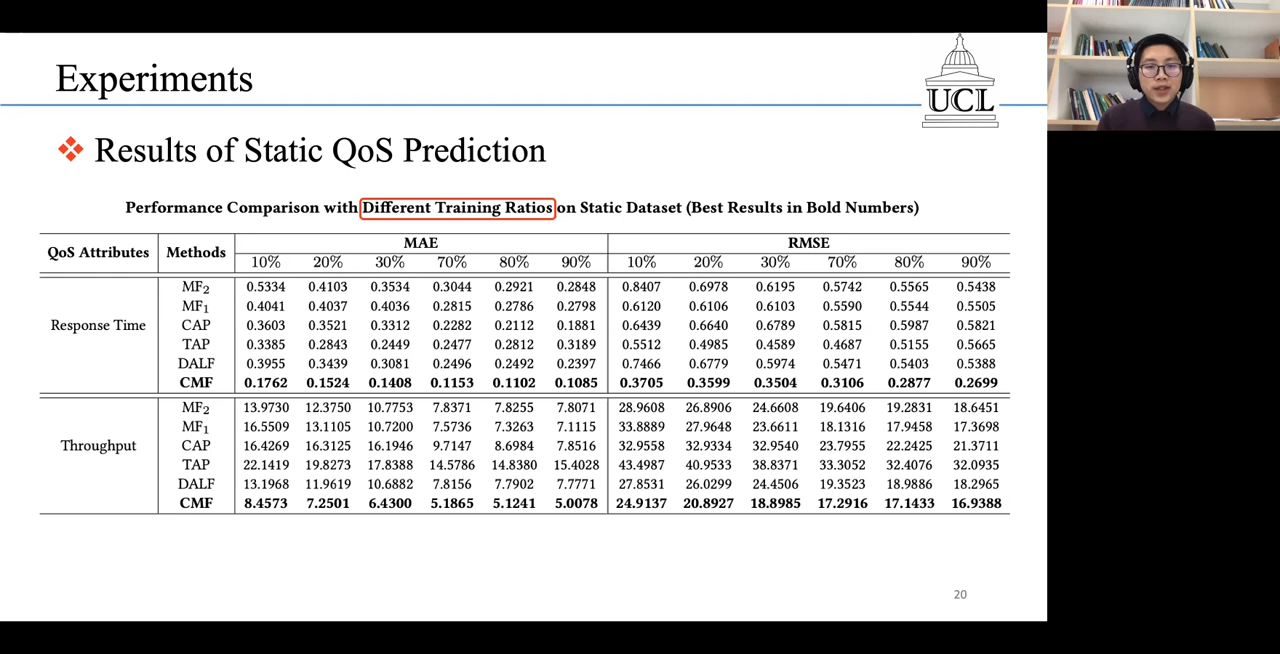 Experiments
UCL
❖ Results of Static QoS Prediction
Performance Comparison with Different Training Ratios on Static Dataset (Best Results in Bold Numbers)
QoS Attributes Methods MAE RMSE
10% 20% 30% 70% 80% 90% 10% 20% 30% 70% 80% 90%
MF2 0.5334 0.4103 0.3534 0.3044 0.2921 0.2848 0.8407 0.6978 0.6195 0.5742 0.5565 0.5438
MF1 0.4041 0.4037 0.4036 0.2815 0.2786 0.2798 0.6120 0.6106 0.6103 0.5590 0.5544 0.5505
Response Time CAP 0.3603 0.3521 0.3312 0.2282 0.2112 0.1881 0.6439 0.6640 0.6789 0.5815 0.5987 0.5821
TAP 0.3385 0.2843 0.2449 0.2477 0.2812 0.3189 0.5512 0.4985 0.4589 0.4687 0.5155 0.5665
DALF 0.3955 0.3439 0.3081 0.2496 0.2492 0.2397 0.7466 0.6779 0.5974 0.5471 0.5403 0.5388
CMF 0.1762 0.1524 0.1408 0.1153 0.1102 0.1085 0.3705 0.3599 0.3504 0.3106 0.2877 0.2699
MF2 13.9730 12.3750 10.7753 7.8371 7.8255 7.8071 28.9608 26.8906 24.6608 19.6406 19.2831 18.6451
MF1 16.5509 13.1105 10.7200 7.5736 7.3263 7.1115 33.8889 27.9648 23.6611 18.1316 17.9458 17.3698
Throughput CAP 16.4269 16.3125 16.1946 9.7147 8.6984 7.8516 32.9558 32.9334 32.9540 23.7955 22.2425 21.3711
TAP 22.1419 19.8273 17.8388 14.5786 14.8380 15.4028 43.4987 40.9533 38.8371 33.3052 32.4076 32.0935
DALF 13.1968 11.9619 10.6882 7.8156 7.7902 7.7771 27.8531 26.0299 24.4506 19.3523 18.9886 18.2965
CMF 8.4573 7.2501 6.4300 5.1865 5.1241 5.0078 24.9137 20.8927 18.8985 17.2916 17.1433 16.9388
20